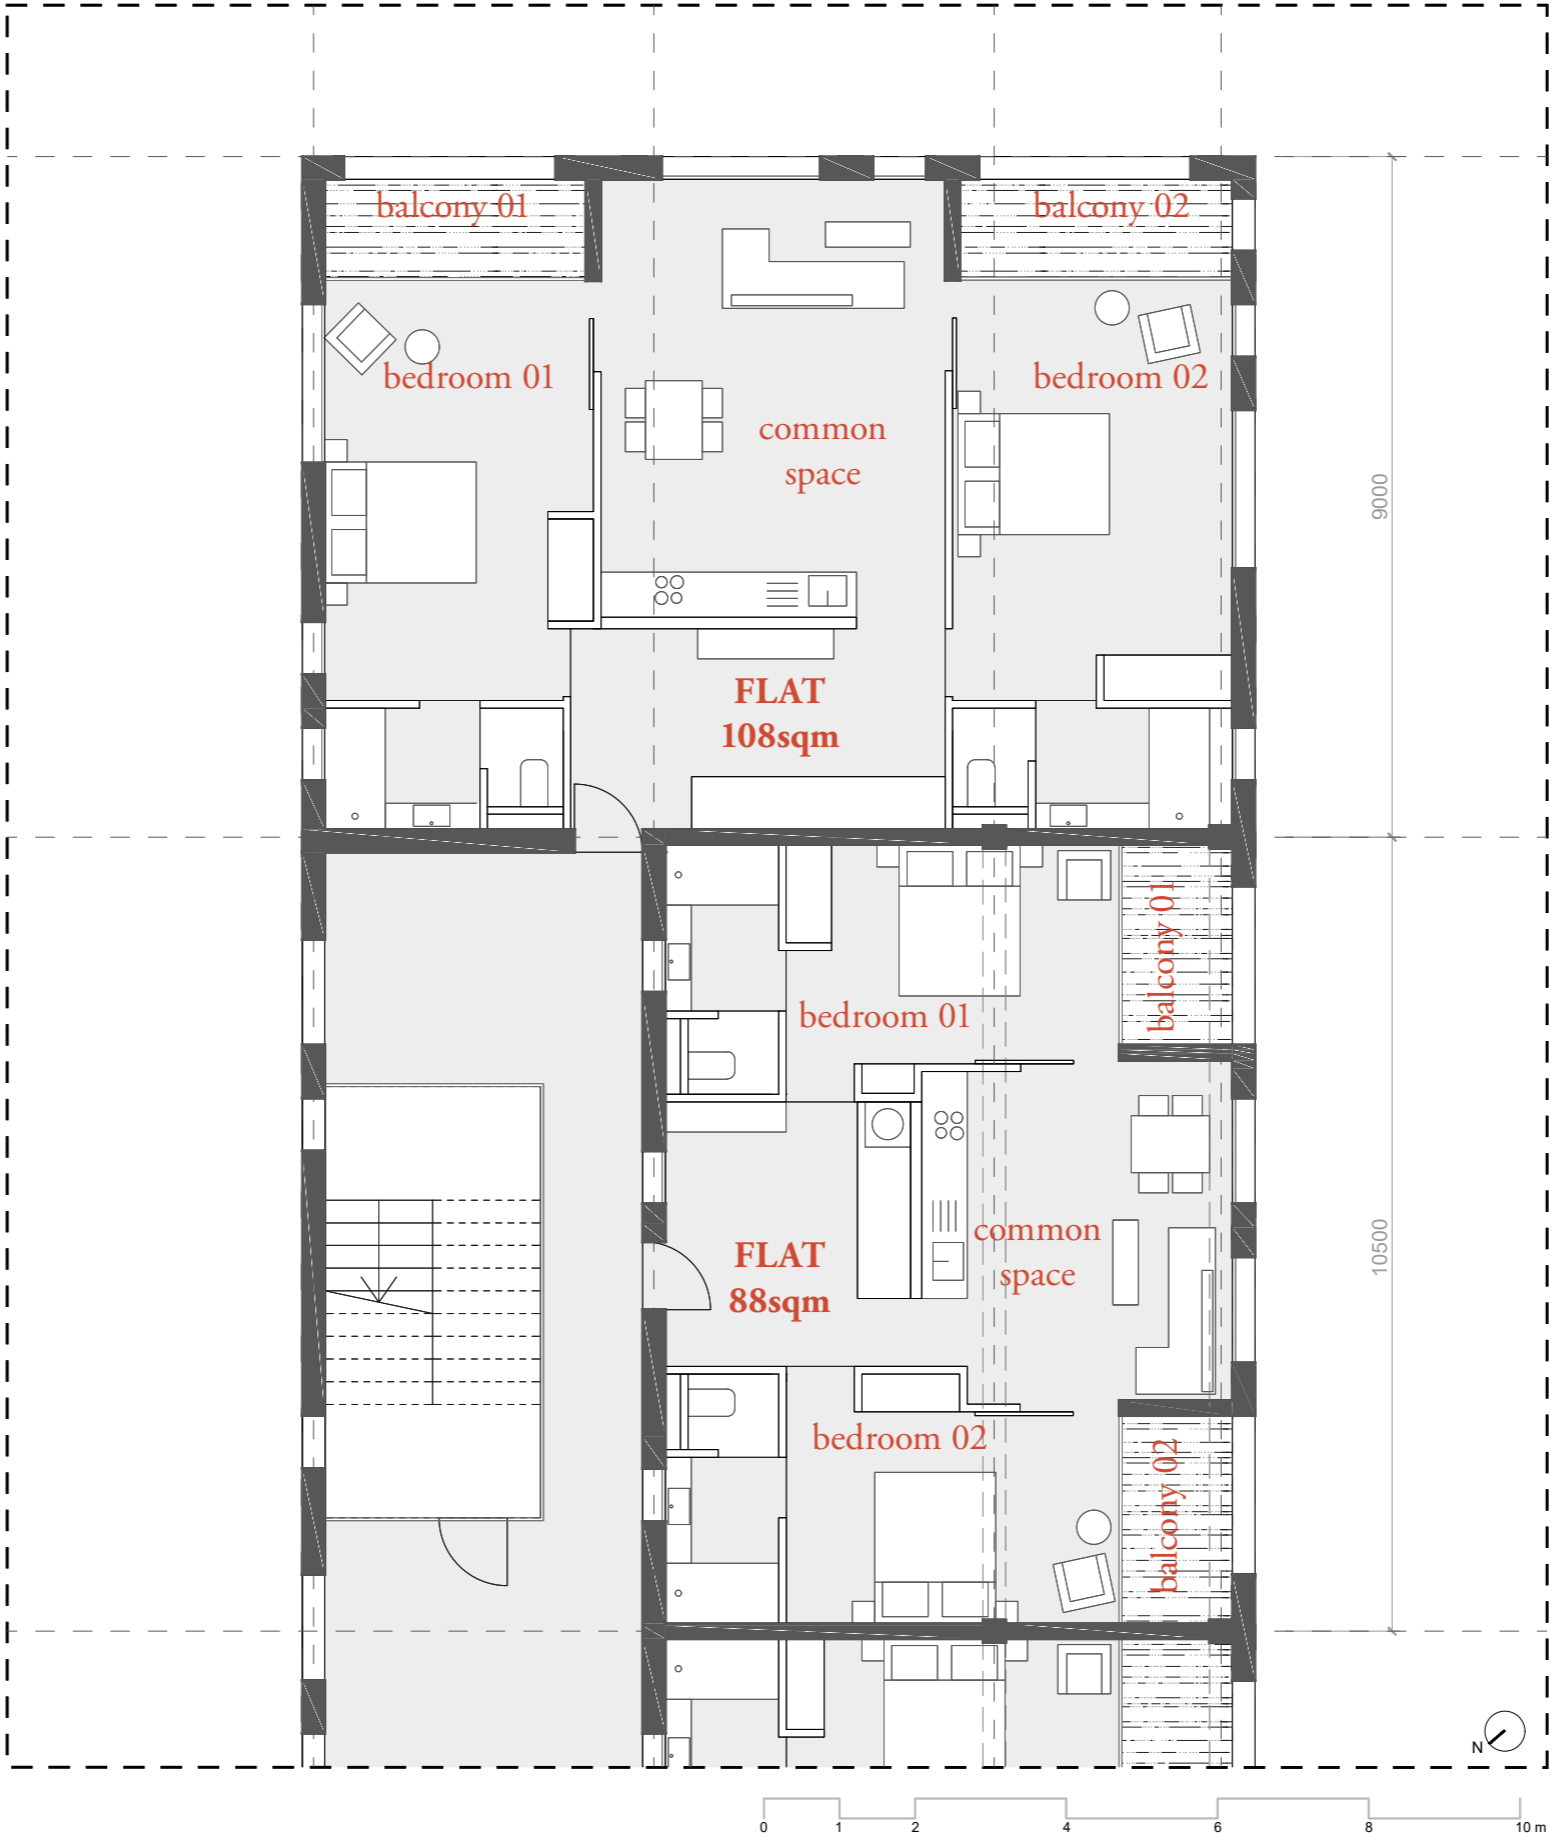 balcony 01
balcony 02
bedroom 01
bedroom 02
common
space
9000
FLAT
108sqm
balcony 01
bedroom 01
common
space
FLAT
88sqm
10500
bedroom 02
balcony 02
N
0 1 2 4 6 8 10 m